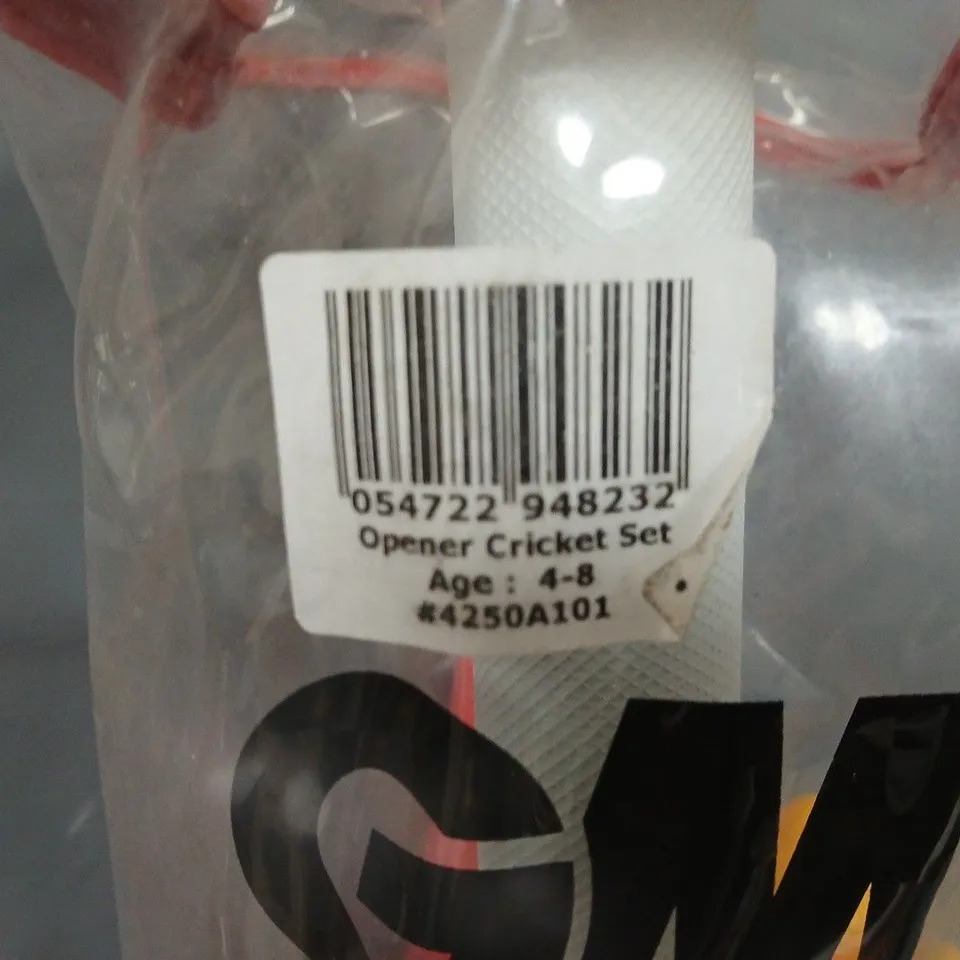 054722 948232
Opener Cricket Set
Age : 4-8
#4250A101
GM